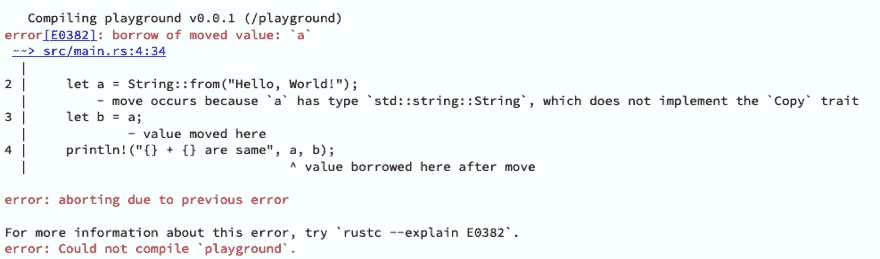 Compiling playground v0.0.1 (/playground)
error[E0382]: borrow of moved value: `a`
 --> src/main.rs:4:34
  |
2 |     let a = String::from("Hello, World!");
  |         - move occurs because `a` has type `std::string::String`, which does not implement the `Copy` trait
3 |     let b = a;
  |             - value moved here
4 |     println!("{} + {} are same", a, b);
  |                                  ^ value borrowed here after move

error: aborting due to previous error

For more information about this error, try `rustc --explain E0382`.
error: Could not compile `playground`.